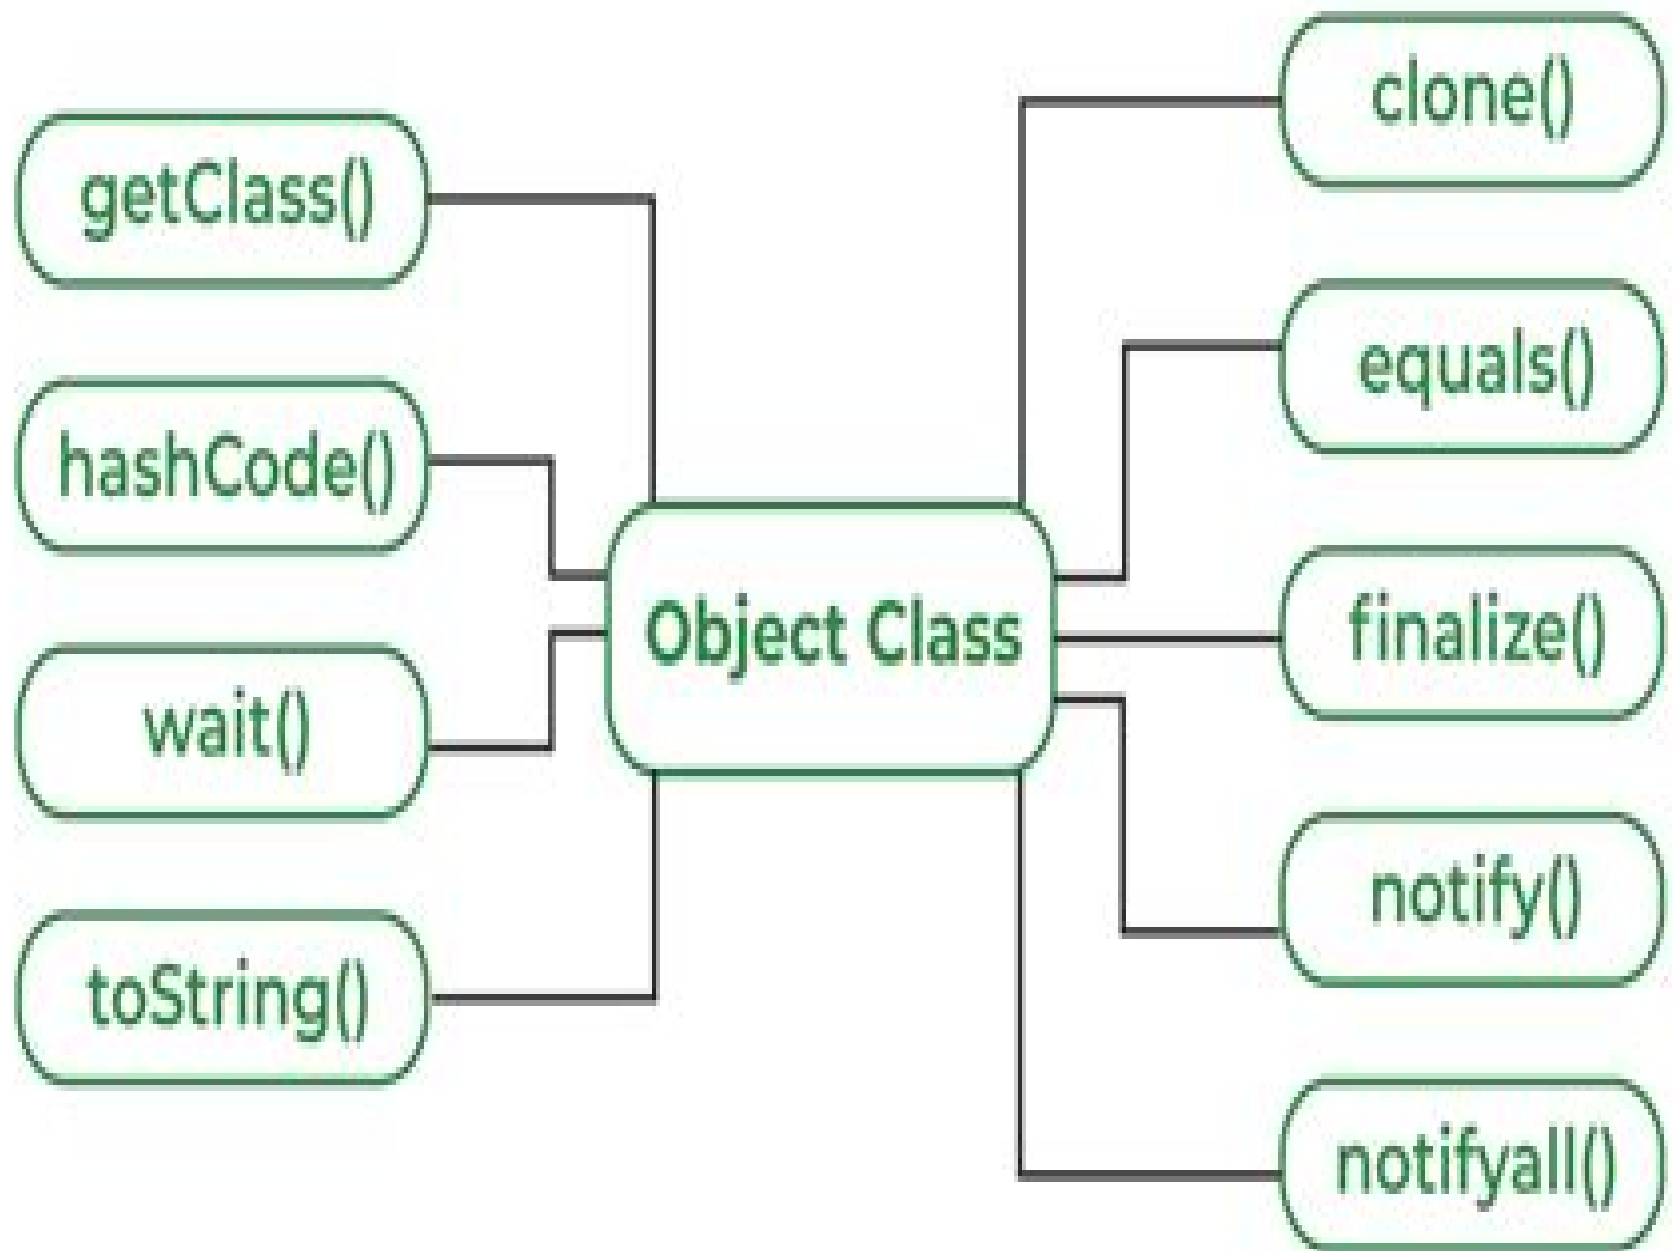 getClass()
hashCode()
wait()
toString()
Object Class
clone()
equals()
finalize()
notify()
notifyall()